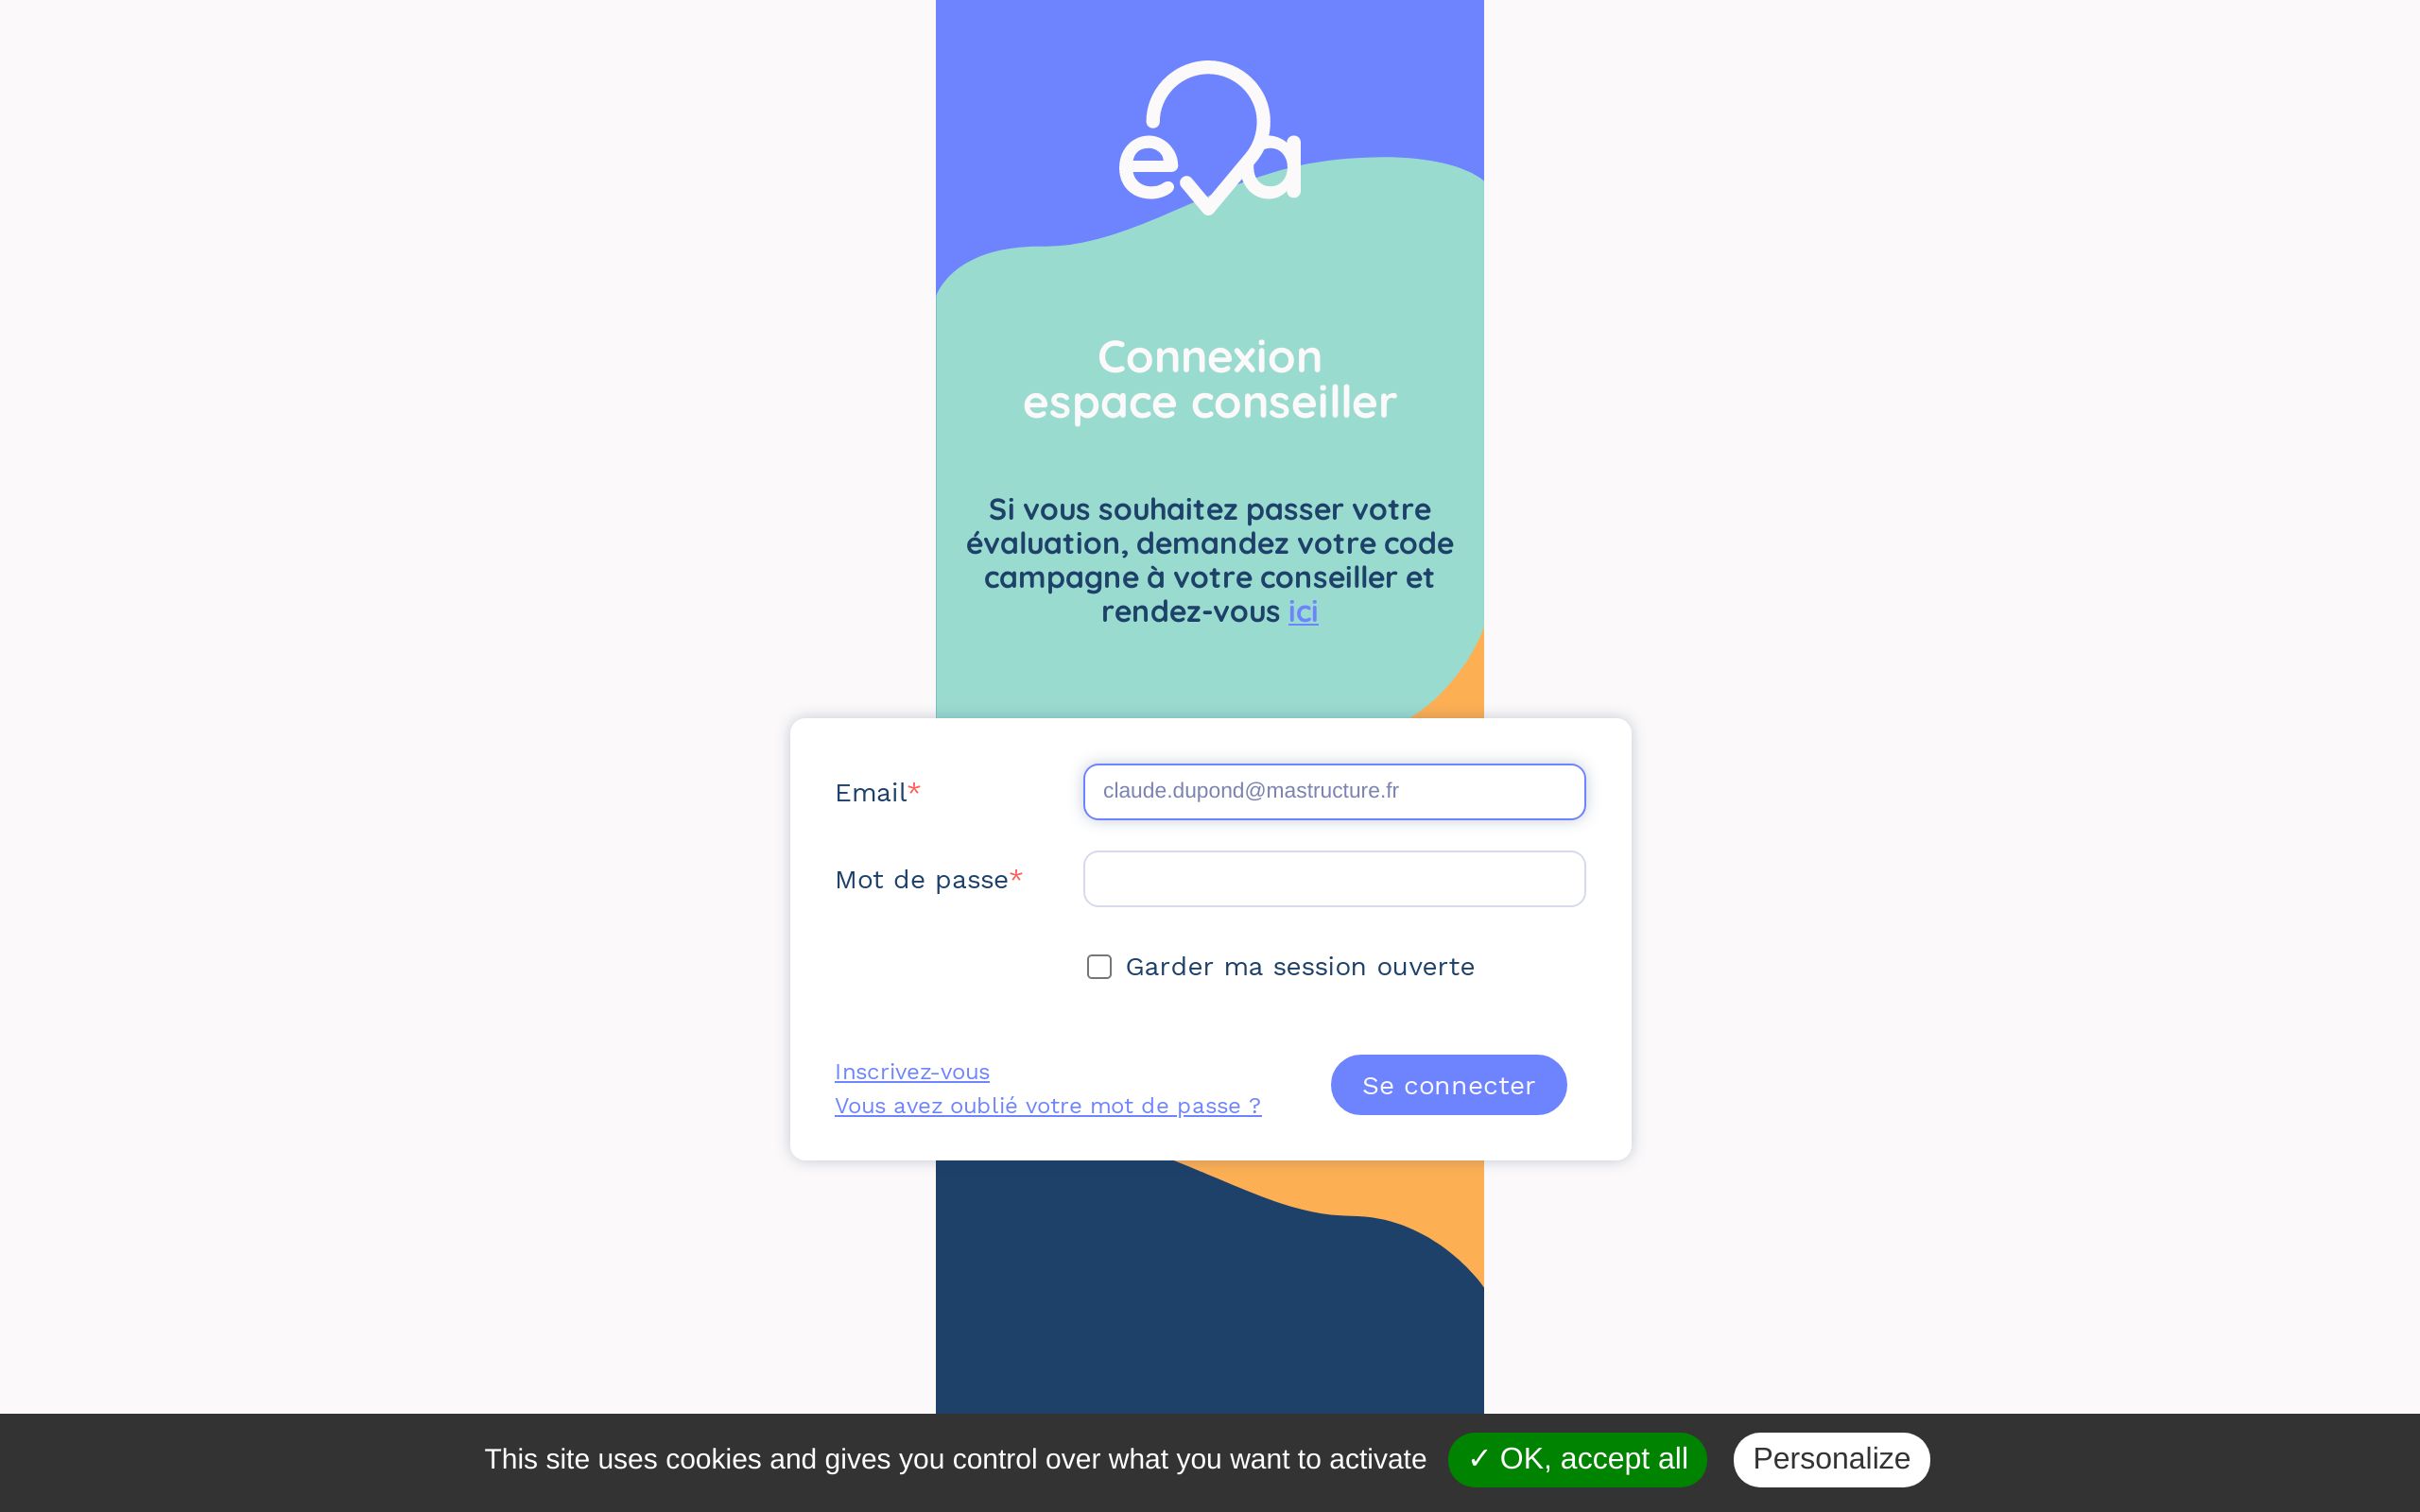 eva
Connexion
espace conseiller
Si vous souhaitez passer votre
évaluation, demandez votre code
campagne à votre conseiller et
rendez-vous ici
Email*
claude.dupond@mastructure.fr
Mot de passe*
Garder ma session ouverte
Inscrivez-vous
Vous avez oublié votre mot de passe ?
Se connecter
This site uses cookies and gives you control over what you want to activate
✓ OK, accept all
Personalize